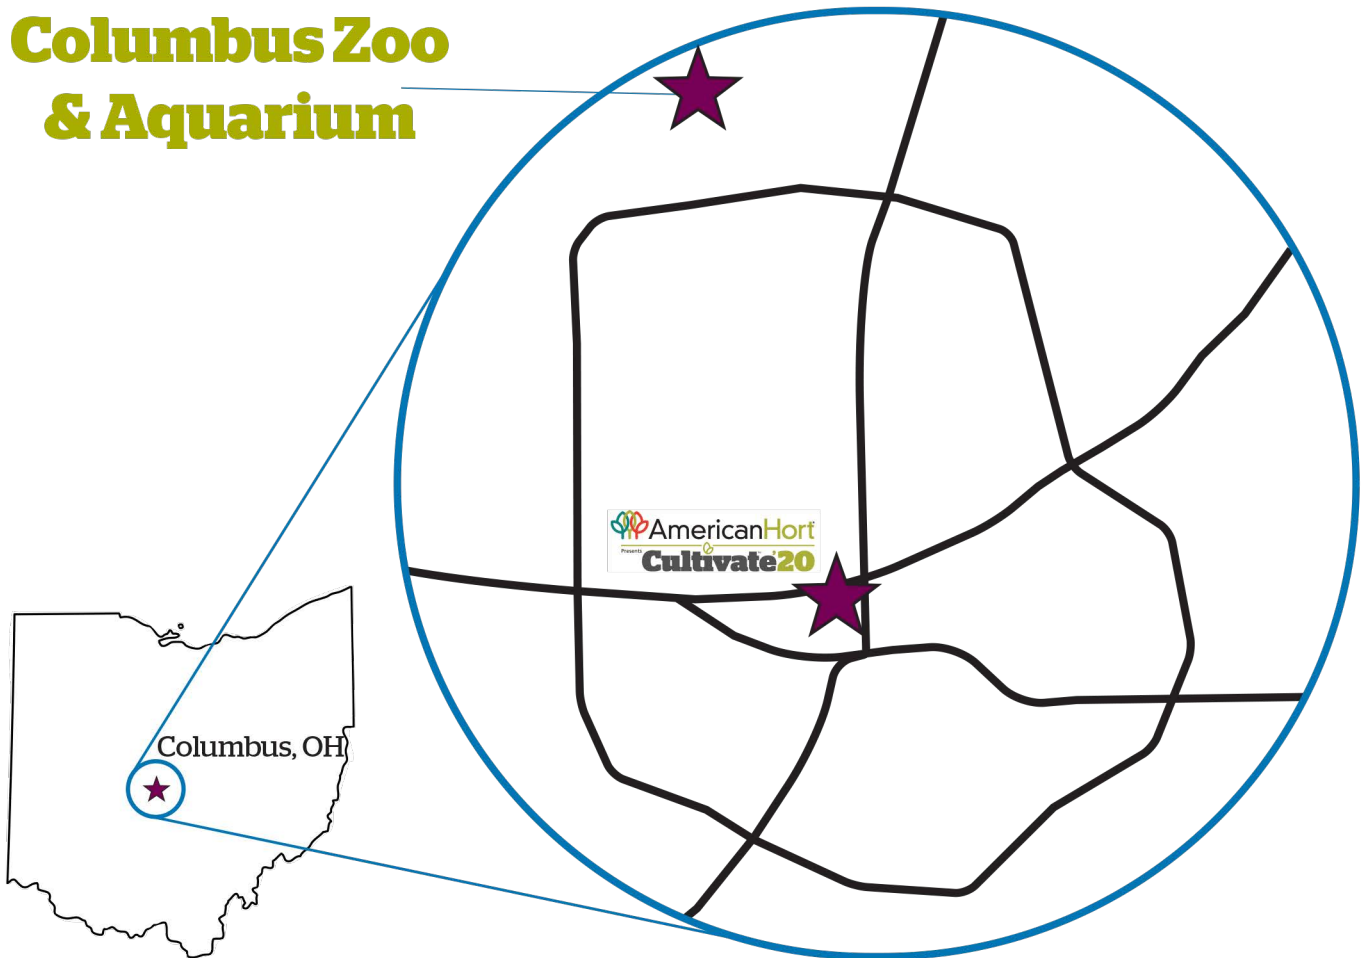 Columbus Zoo
& Aquarium
AmericanHort
Presents
Cultivate'20
Columbus, OH